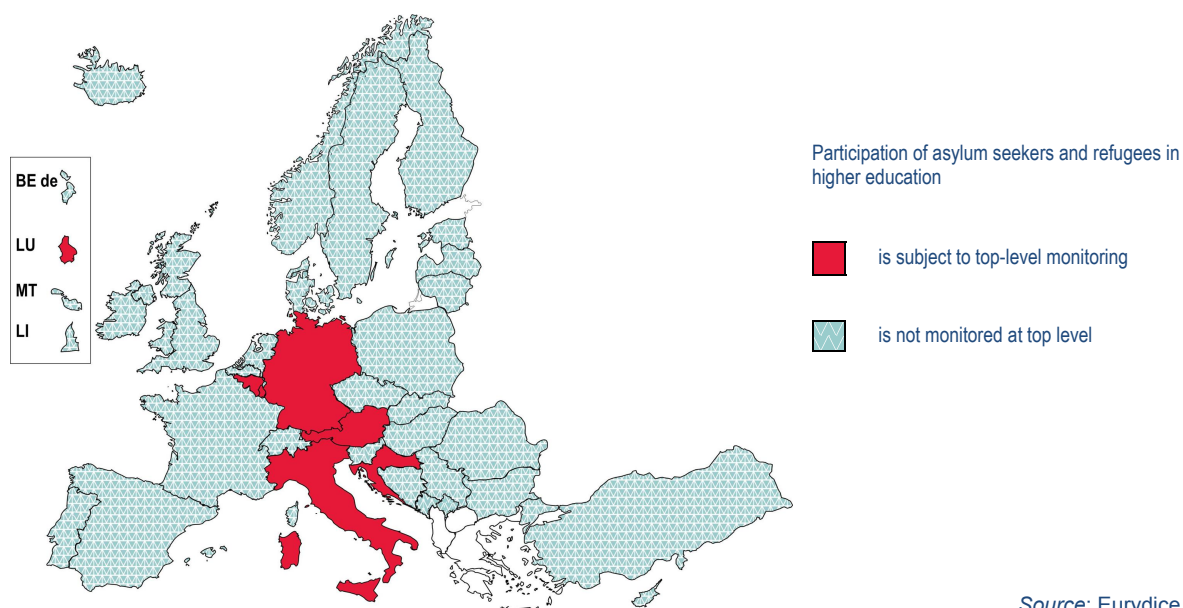 BE de
LU
MT
LI
Participation of asylum seekers and refugees in
higher education
is subject to top-level monitoring
is not monitored at top level
Source: Eurydice